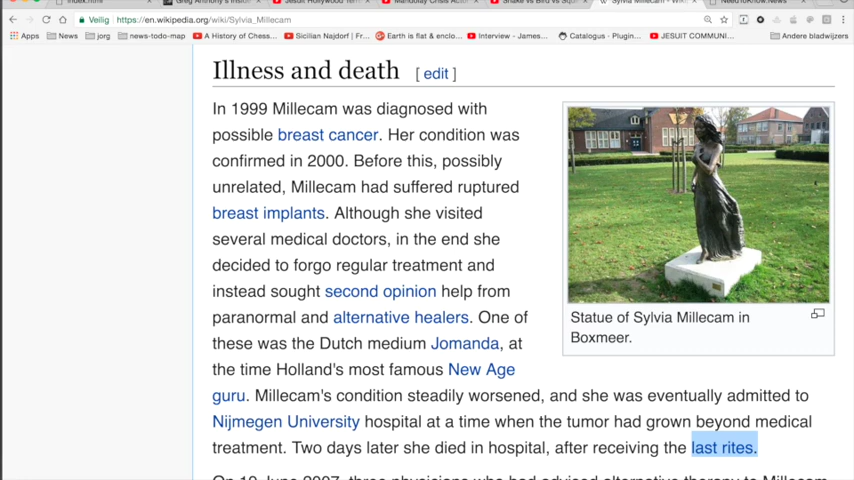 Veilig https://en.wikipedia.org/wiki/Sylvia_Millecam
Apps News jorg news-todo-map A History of Chess... Sicilian Najdorf | Fr... Earth is flat & enclo... Interview - James... Catalogus - Plugin... JESUIT COMMUNI... Andere bladwijzers
Illness and death [ edit ]
In 1999 Millecam was diagnosed with
possible breast cancer. Her condition was
confirmed in 2000. Before this, possibly
unrelated, Millecam had suffered ruptured
breast implants. Although she visited
several medical doctors, in the end she
decided to forgo regular treatment and
instead sought second opinion help from
paranormal and alternative healers. One of
these was the Dutch medium Jomanda, at
the time Holland's most famous New Age
guru. Millecam's condition steadily worsened, and she was eventually admitted to
Nijmegen University hospital at a time when the tumor had grown beyond medical
treatment. Two days later she died in hospital, after receiving the last rites.
Statue of Sylvia Millecam in
Boxmeer.